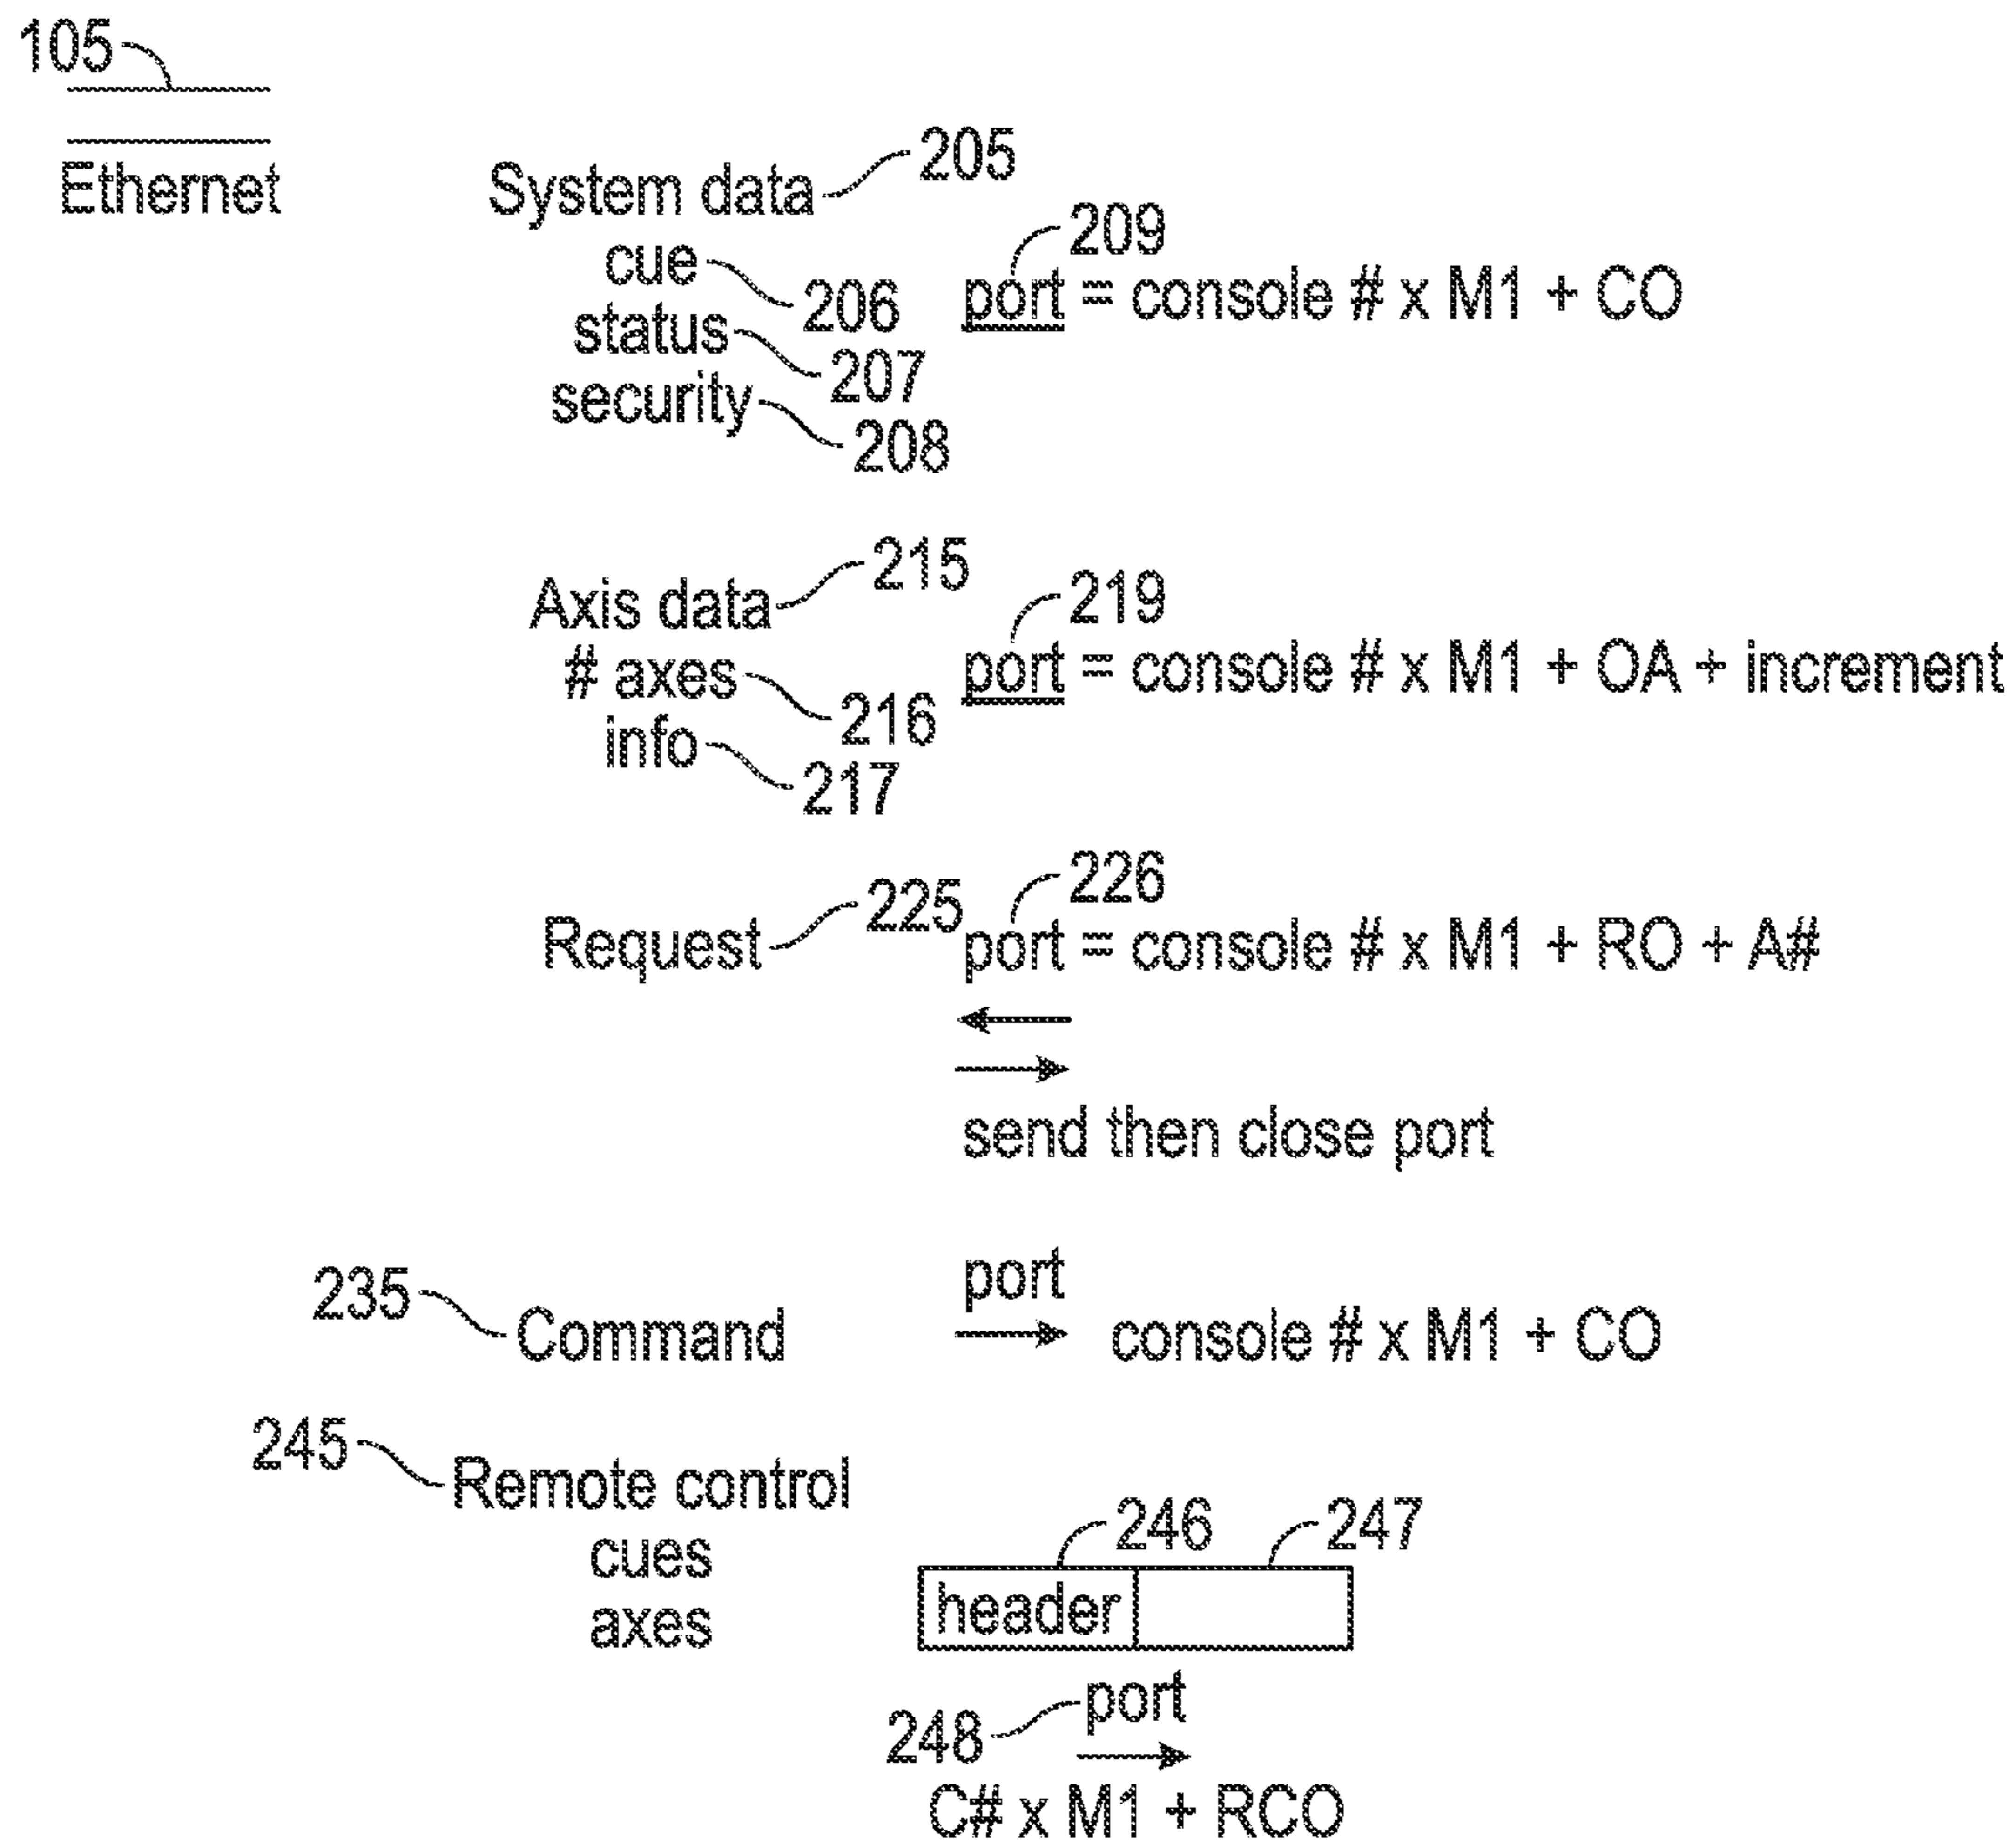 105
Ethernet
System data 205
cue 206
status 207
security 208
209
port = console # x M1 + CO
Axis data 215
# axes 216
info 217
219
port = console # x M1 + OA + increment
Request 225
226
port = console # x M1 + RO + A#
send then close port
235 Command
port
console # x M1 + CO
245 Remote control
cues
axes
246 247
header
248 port
C# x M1 + RCO